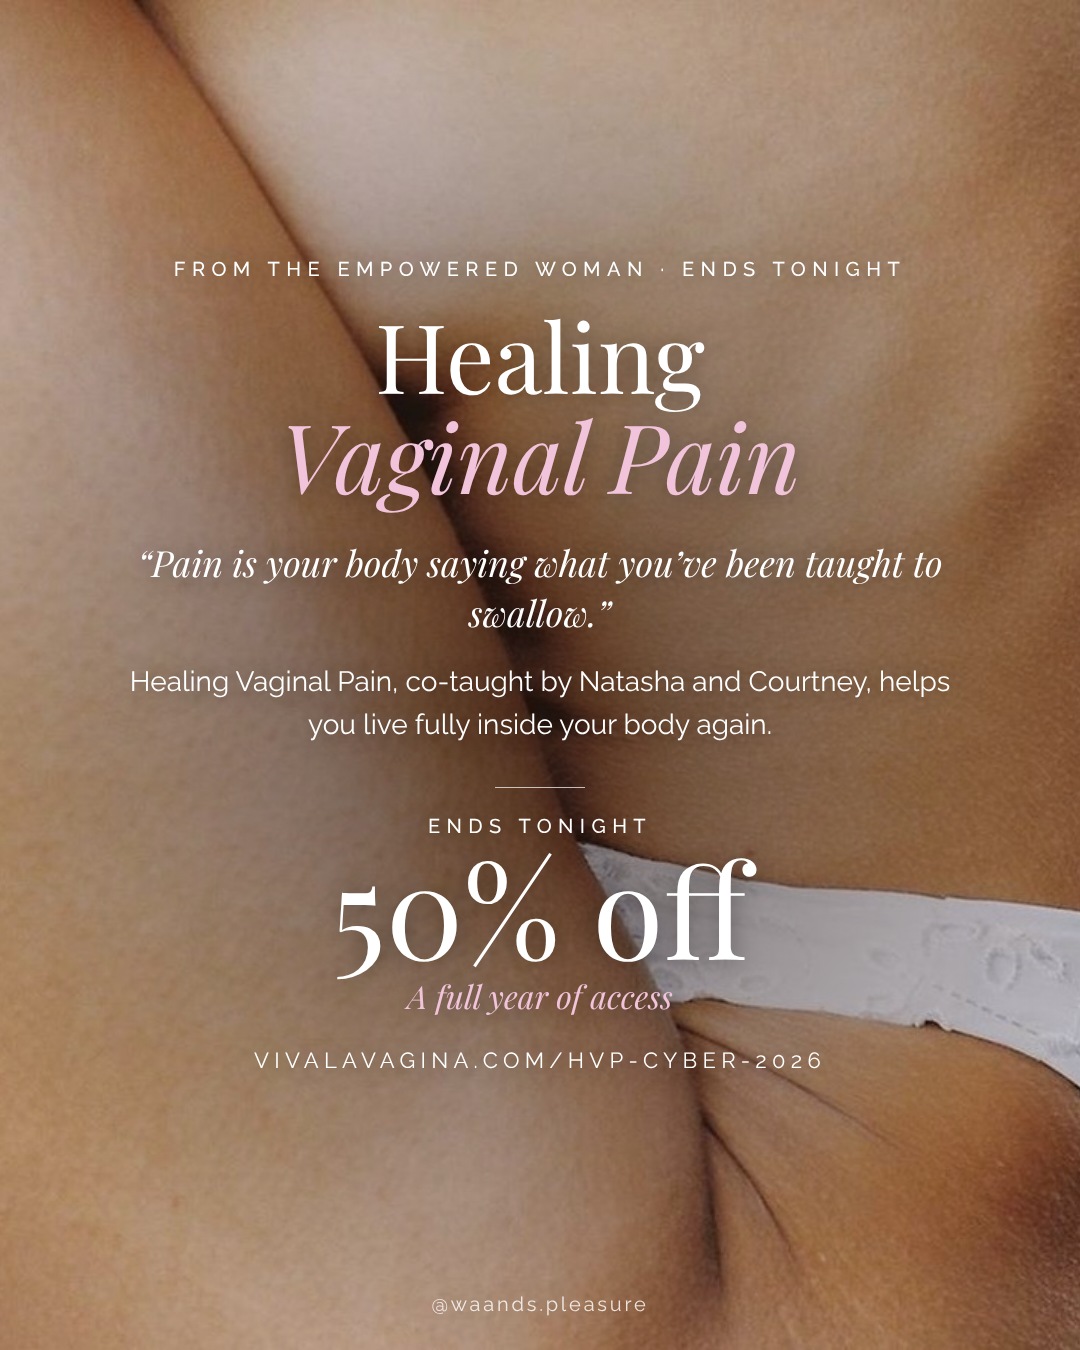 FROM THE EMPOWERED WOMAN · ENDS TONIGHT
Healing
Vaginal Pain
“Pain is your body saying what you’ve been taught to
swallow.”
Healing Vaginal Pain, co-taught by Natasha and Courtney, helps
you live fully inside your body again.
ENDS TONIGHT
50% off
A full year of access
VIVALAVAGINA.COM/HVP-CYBER-2026
@waands.pleasure